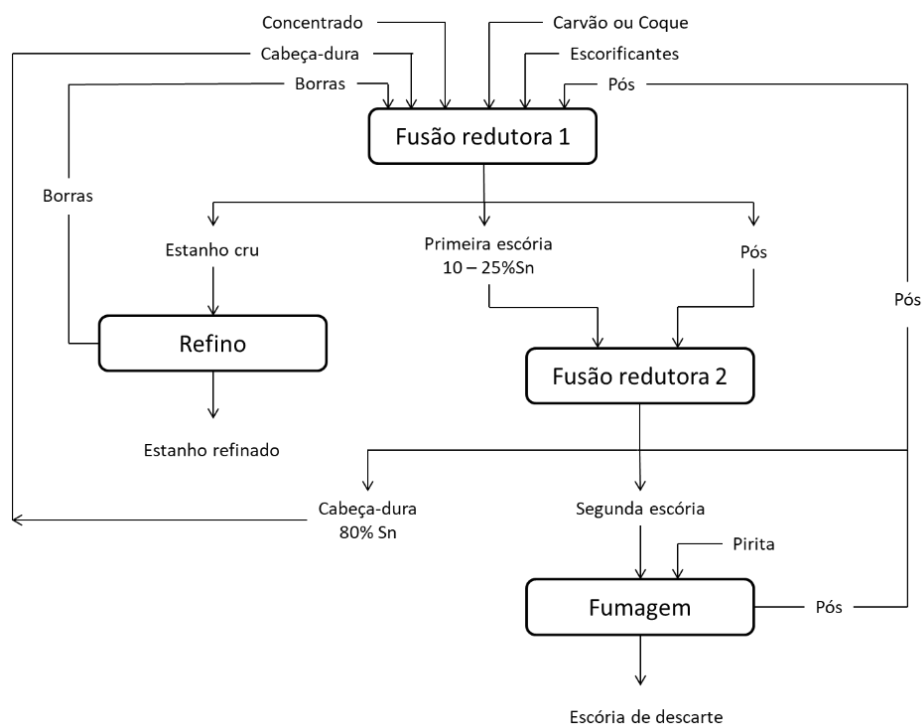 Concentrado
Carvão ou Coque
Cabeça-dura
Escorificantes
Borras
Pós
Fusão redutora 1
Borras
Estanho cru
Primeira escória
10 – 25%Sn
Pós
Pós
Refino
Fusão redutora 2
Estanho refinado
Cabeça-dura
80% Sn
Segunda escória
Pirita
Fumagem
Pós
Escória de descarte